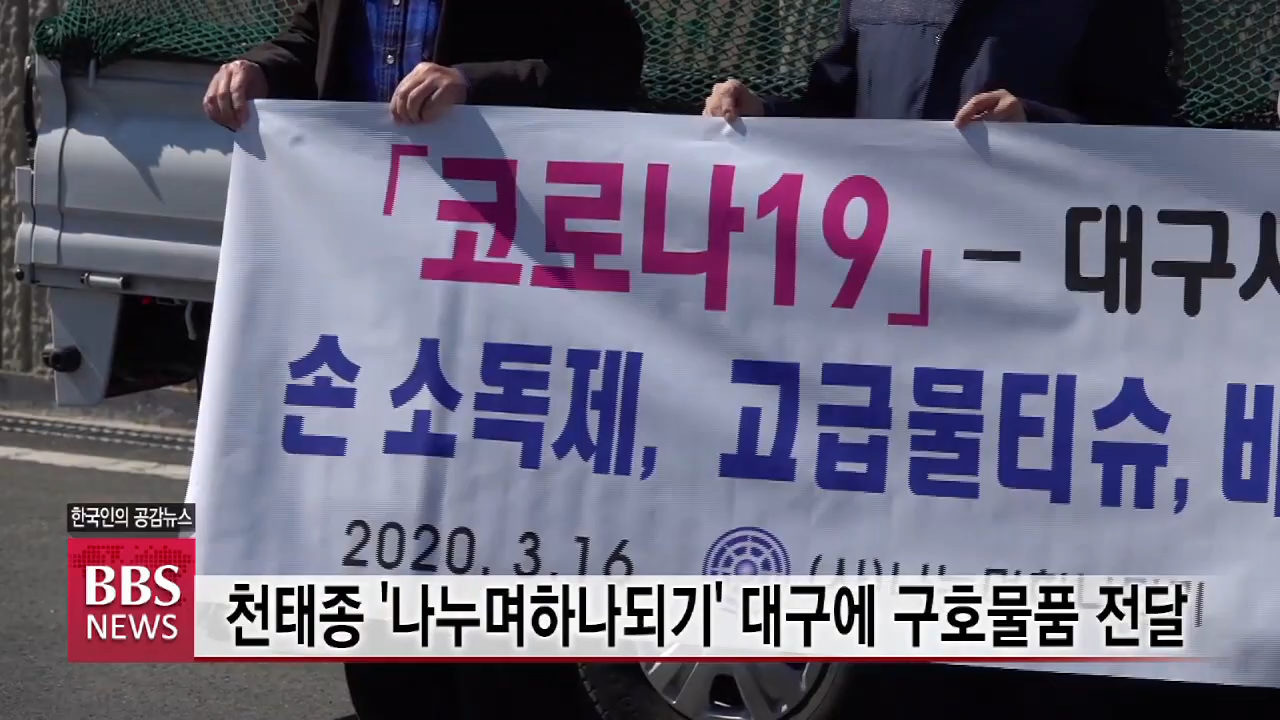 「코로나19」 - 대구
손 소독제, 고급물티슈,
2020. 3. 16
한국인의 공감뉴스
BBS
NEWS
천태종 '나누며하나되기' 대구에 구호물품 전달